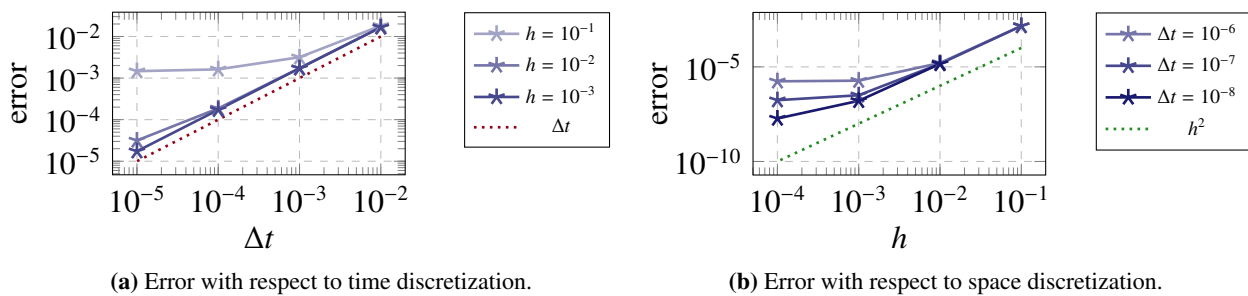 10⁻²
10⁻³
10⁻⁴
10⁻⁵
error
10⁻⁵ 10⁻⁴ 10⁻³ 10⁻²
Δt
h = 10⁻¹
h = 10⁻²
h = 10⁻³
Δt
(a) Error with respect to time discretization.
10⁻⁵
10⁻¹⁰
error
10⁻⁴ 10⁻³ 10⁻² 10⁻¹
h
Δt = 10⁻⁶
Δt = 10⁻⁷
Δt = 10⁻⁸
h²
(b) Error with respect to space discretization.